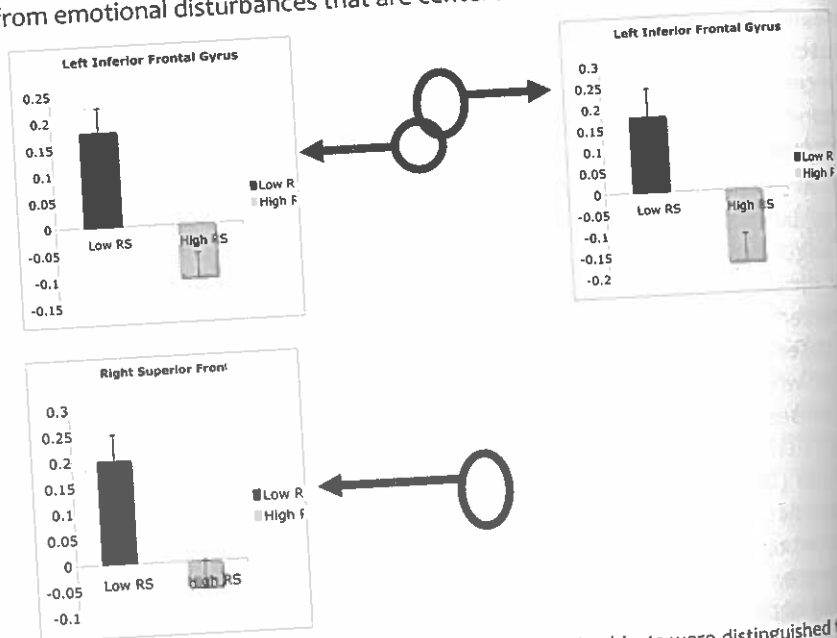 from emotional disturbances that are
Left Inferior Frontal Gyrus
0.25
0.2
0.15
0.1
0.05
0
-0.05
-0.1
-0.15
Low RS
High RS
Low R
High
Left Inferior Frontal Gyrus
0.3
0.25
0.2
0.15
0.1
0.05
0
-0.05
-0.1
-0.15
-0.2
Low RS
High RS
Low R
High
Right Superior Front
0.3
0.25
0.2
0.15
0.1
0.05
0
-0.05
-0.1
Low RS
High RS
Low R
High
were distinguished